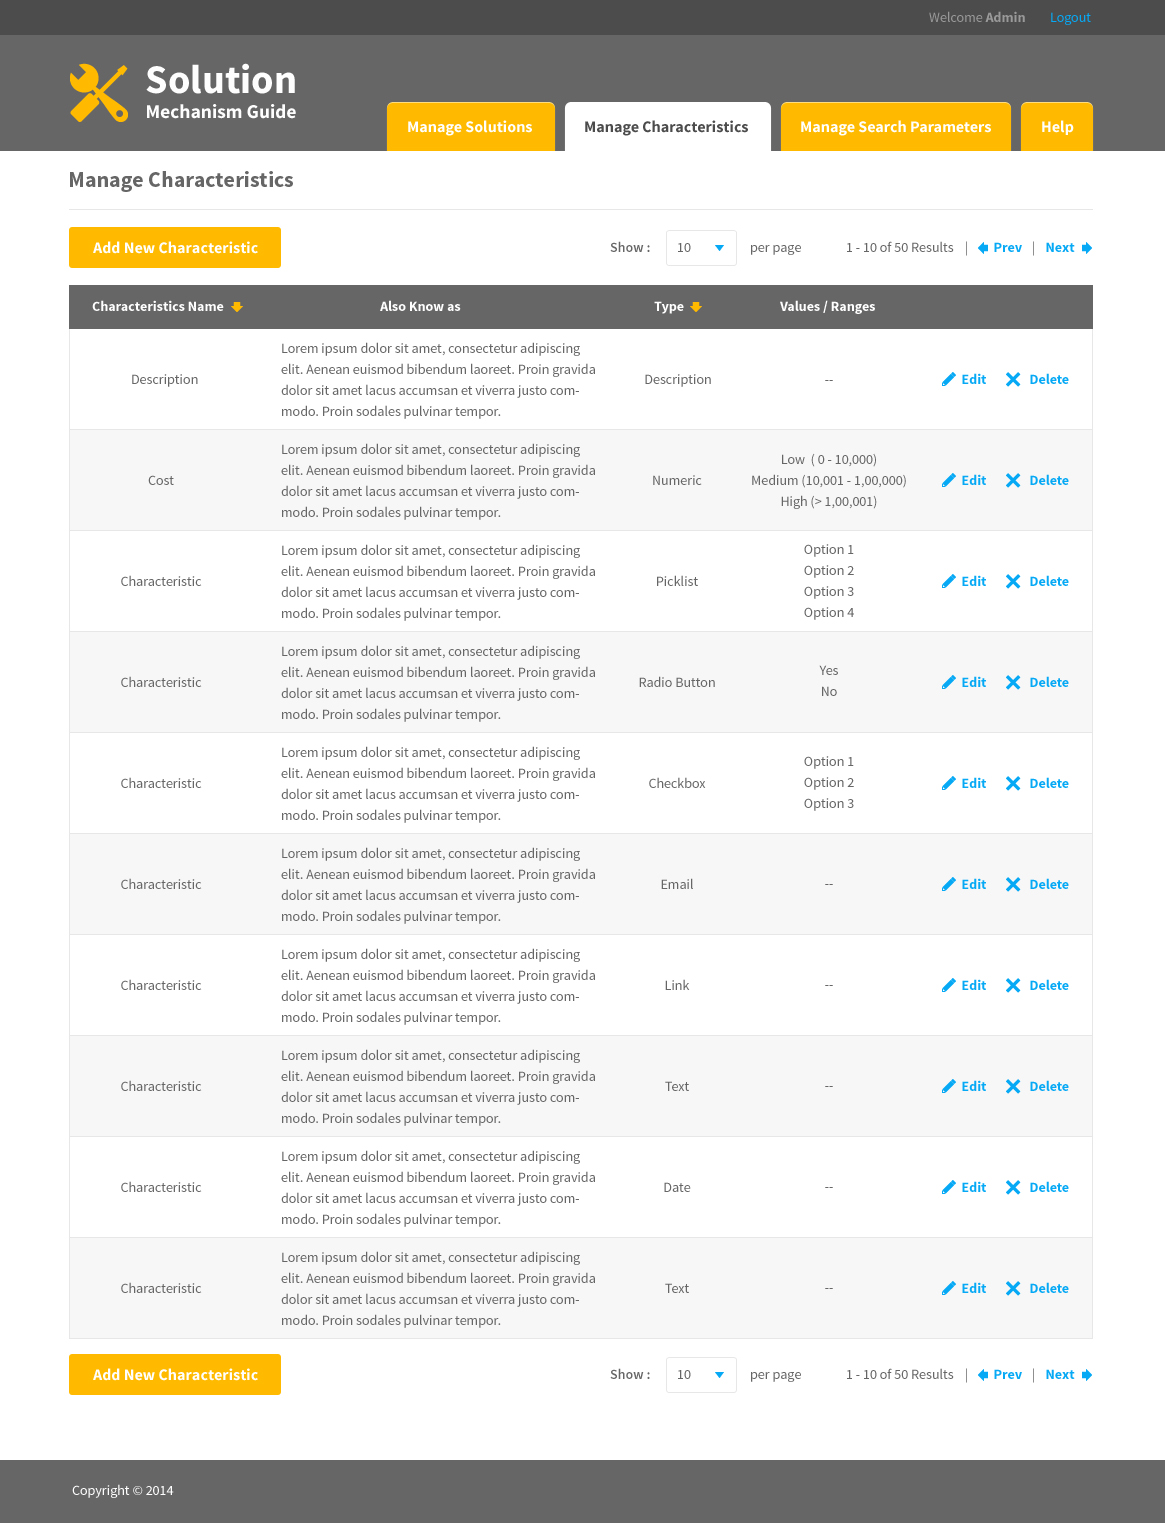 Welcome Admin Logout
Solution
Mechanism Guide
Manage Solutions Manage Characteristics Manage Search Parameters Help
Manage Characteristics
Add New Characteristic Show : 10 per page 1 - 10 of 50 Results | Prev | Next
Characteristics Name Also Know as Type Values / Ranges
Lorem ipsum dolor sit amet, consectetur adipiscing
elit. Aenean euismod bibendum laoreet. Proin gravida
Description Description -- Edit Delete
dolor sit amet lacus accumsan et viverra justo com-
modo. Proin sodales pulvinar tempor.
Lorem ipsum dolor sit amet, consectetur adipiscing
Low ( 0 - 10,000)
elit. Aenean euismod bibendum laoreet. Proin gravida
Cost Numeric Medium (10,001 - 1,00,000) Edit Delete
dolor sit amet lacus accumsan et viverra justo com-
High (> 1,00,001)
modo. Proin sodales pulvinar tempor.
Lorem ipsum dolor sit amet, consectetur adipiscing Option 1
elit. Aenean euismod bibendum laoreet. Proin gravida Option 2
Characteristic Picklist Edit Delete
dolor sit amet lacus accumsan et viverra justo com- Option 3
modo. Proin sodales pulvinar tempor. Option 4
Lorem ipsum dolor sit amet, consectetur adipiscing
elit. Aenean euismod bibendum laoreet. Proin gravida Yes
Characteristic Radio Button Edit Delete
dolor sit amet lacus accumsan et viverra justo com- No
modo. Proin sodales pulvinar tempor.
Lorem ipsum dolor sit amet, consectetur adipiscing
Option 1
elit. Aenean euismod bibendum laoreet. Proin gravida
Characteristic Checkbox Option 2 Edit Delete
dolor sit amet lacus accumsan et viverra justo com-
Option 3
modo. Proin sodales pulvinar tempor.
Lorem ipsum dolor sit amet, consectetur adipiscing
elit. Aenean euismod bibendum laoreet. Proin gravida
Characteristic Email -- Edit Delete
dolor sit amet lacus accumsan et viverra justo com-
modo. Proin sodales pulvinar tempor.
Lorem ipsum dolor sit amet, consectetur adipiscing
elit. Aenean euismod bibendum laoreet. Proin gravida
Characteristic Link -- Edit Delete
dolor sit amet lacus accumsan et viverra justo com-
modo. Proin sodales pulvinar tempor.
Lorem ipsum dolor sit amet, consectetur adipiscing
elit. Aenean euismod bibendum laoreet. Proin gravida
Characteristic Text -- Edit Delete
dolor sit amet lacus accumsan et viverra justo com-
modo. Proin sodales pulvinar tempor.
Lorem ipsum dolor sit amet, consectetur adipiscing
elit. Aenean euismod bibendum laoreet. Proin gravida
Characteristic Date -- Edit Delete
dolor sit amet lacus accumsan et viverra justo com-
modo. Proin sodales pulvinar tempor.
Lorem ipsum dolor sit amet, consectetur adipiscing
elit. Aenean euismod bibendum laoreet. Proin gravida
Characteristic Text -- Edit Delete
dolor sit amet lacus accumsan et viverra justo com-
modo. Proin sodales pulvinar tempor.
Add New Characteristic Show : 10 per page 1 - 10 of 50 Results | Prev | Next
Copyright © 2014